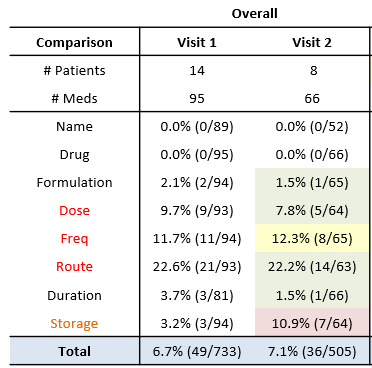 Overall
Comparison Visit 1 Visit 2
# Patients 14 8
# Meds 95 66
Name 0.0% (0/89) 0.0% (0/52)
Drug 0.0% (0/95) 0.0% (0/66)
Formulation 2.1% (2/94) 1.5% (1/65)
Dose 9.7% (9/93) 7.8% (5/64)
Freq 11.7% (11/94) 12.3% (8/65)
Route 22.6% (21/93) 22.2% (14/63)
Duration 3.7% (3/81) 1.5% (1/66)
Storage 3.2% (3/94) 10.9% (7/64)
Total 6.7% (49/733) 7.1% (36/505)